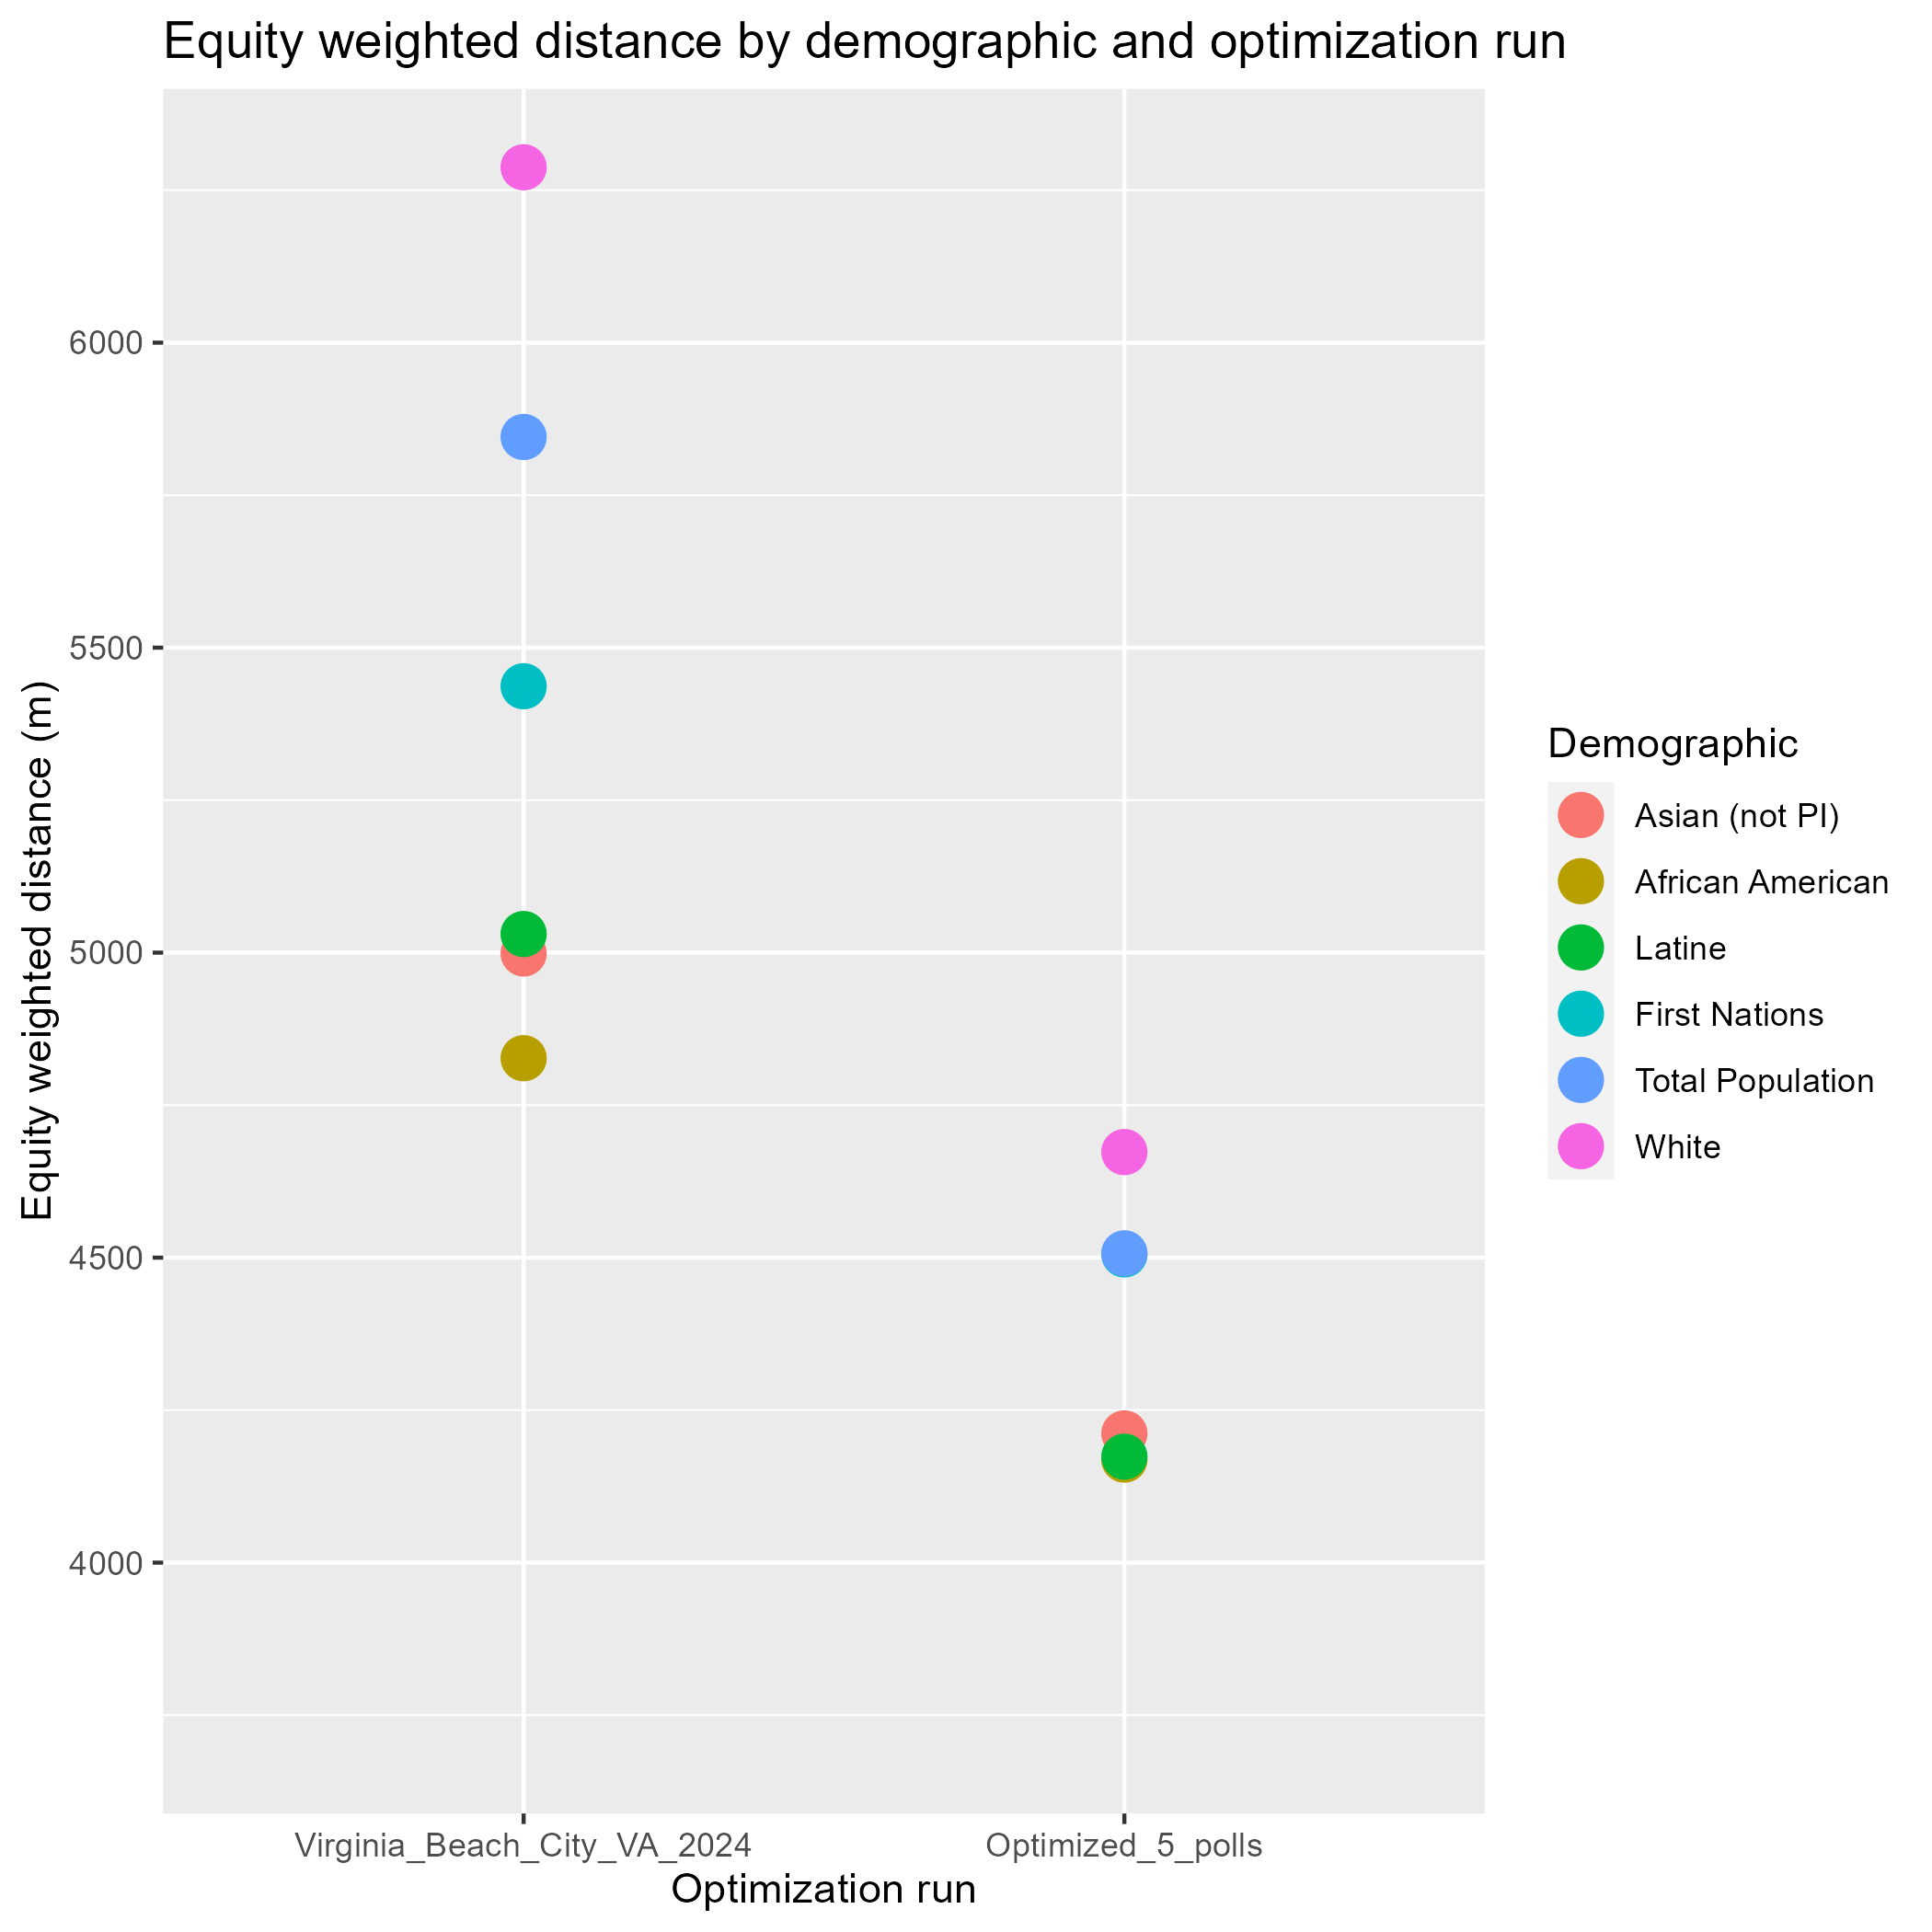 Equity weighted distance by demographic and optimization run
Equity weighted distance (m)
6000
5500
5000
4500
4000
Virginia_Beach_City_VA_2024
Optimized_5_polls
Optimization run
Demographic
Asian (not PI)
African American
Latine
First Nations
Total Population
White